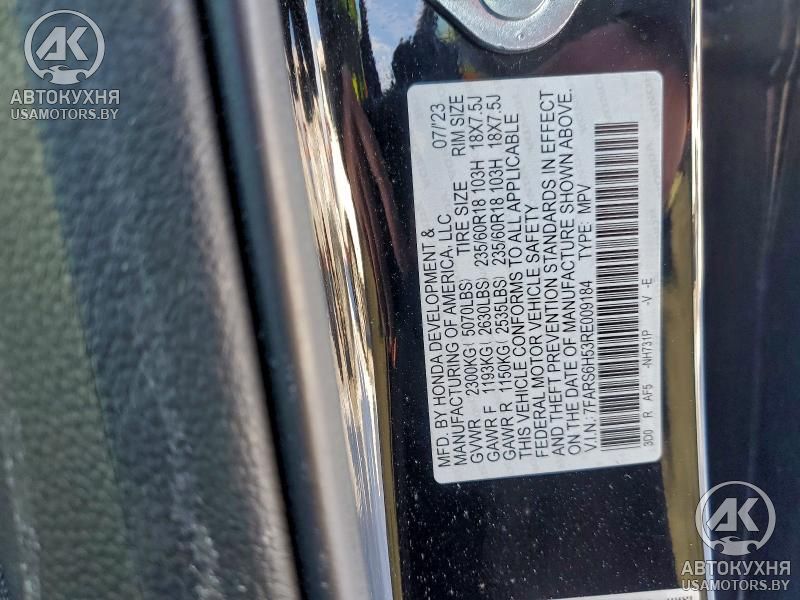 AK
АВТОКУХНЯ
USAMOTORS.BY
MFD. BY HONDA DEVELOPMENT & 07/'23
MANUFACTURING OF AMERICA, LLC
TIRE SIZE RIM SIZE
GVWR 2300KG( 5070LBS)
GAWR F 1193KG( 2630LBS) 235/60R18 103H 18X7.5J
GAWR R 1150KG( 2535LBS) 235/60R18 103H 18X7.5J
THIS VEHICLE CONFORMS TO ALL APPLICABLE
FEDERAL MOTOR VEHICLE SAFETY
AND THEFT PREVENTION STANDARDS IN EFFECT
ON THE DATE OF MANUFACTURE SHOWN ABOVE.
V.I.N.: 7FARS6H53RE009184 TYPE: MPV
3D0 R AF5 -NH731P -V -E
AK
АВТОКУХНЯ
USAMOTORS.BY